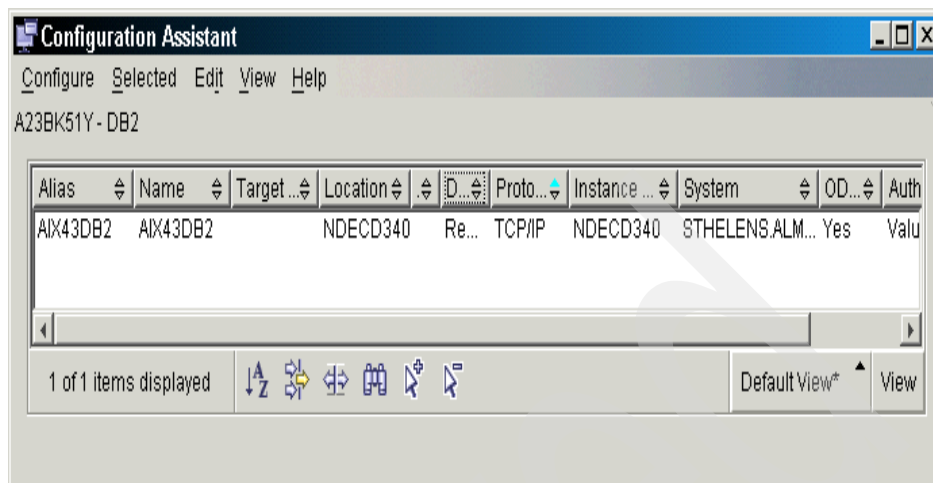 Configuration Assistant
Configure Selected Edit View Help
A23BK51Y - DB2
Alias Name Target ... Location . D... Proto... Instance ... System OD... Auth
AIX43DB2 AIX43DB2 NDECD340 Re... TCP/IP NDECD340 STHELENS.ALM... Yes Valu
1 of 1 items displayed Default View* View